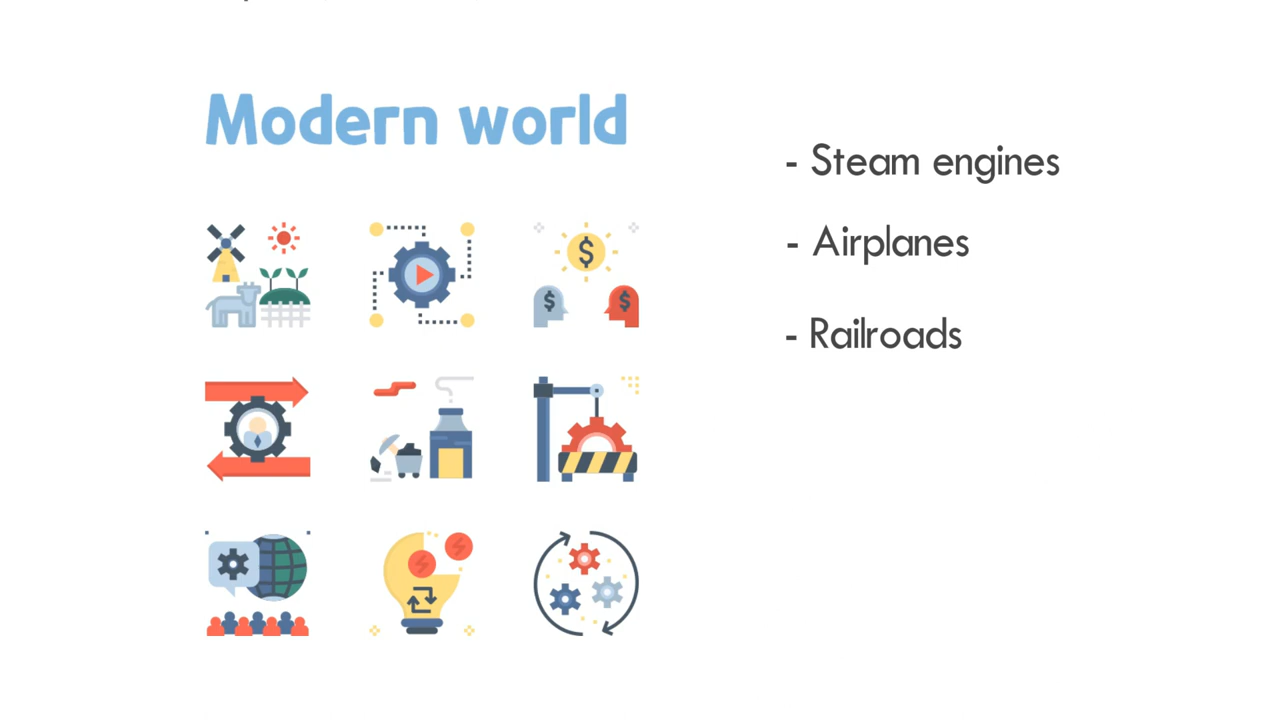 Modern world
- Steam engines
- Airplanes
- Railroads
$
$
$